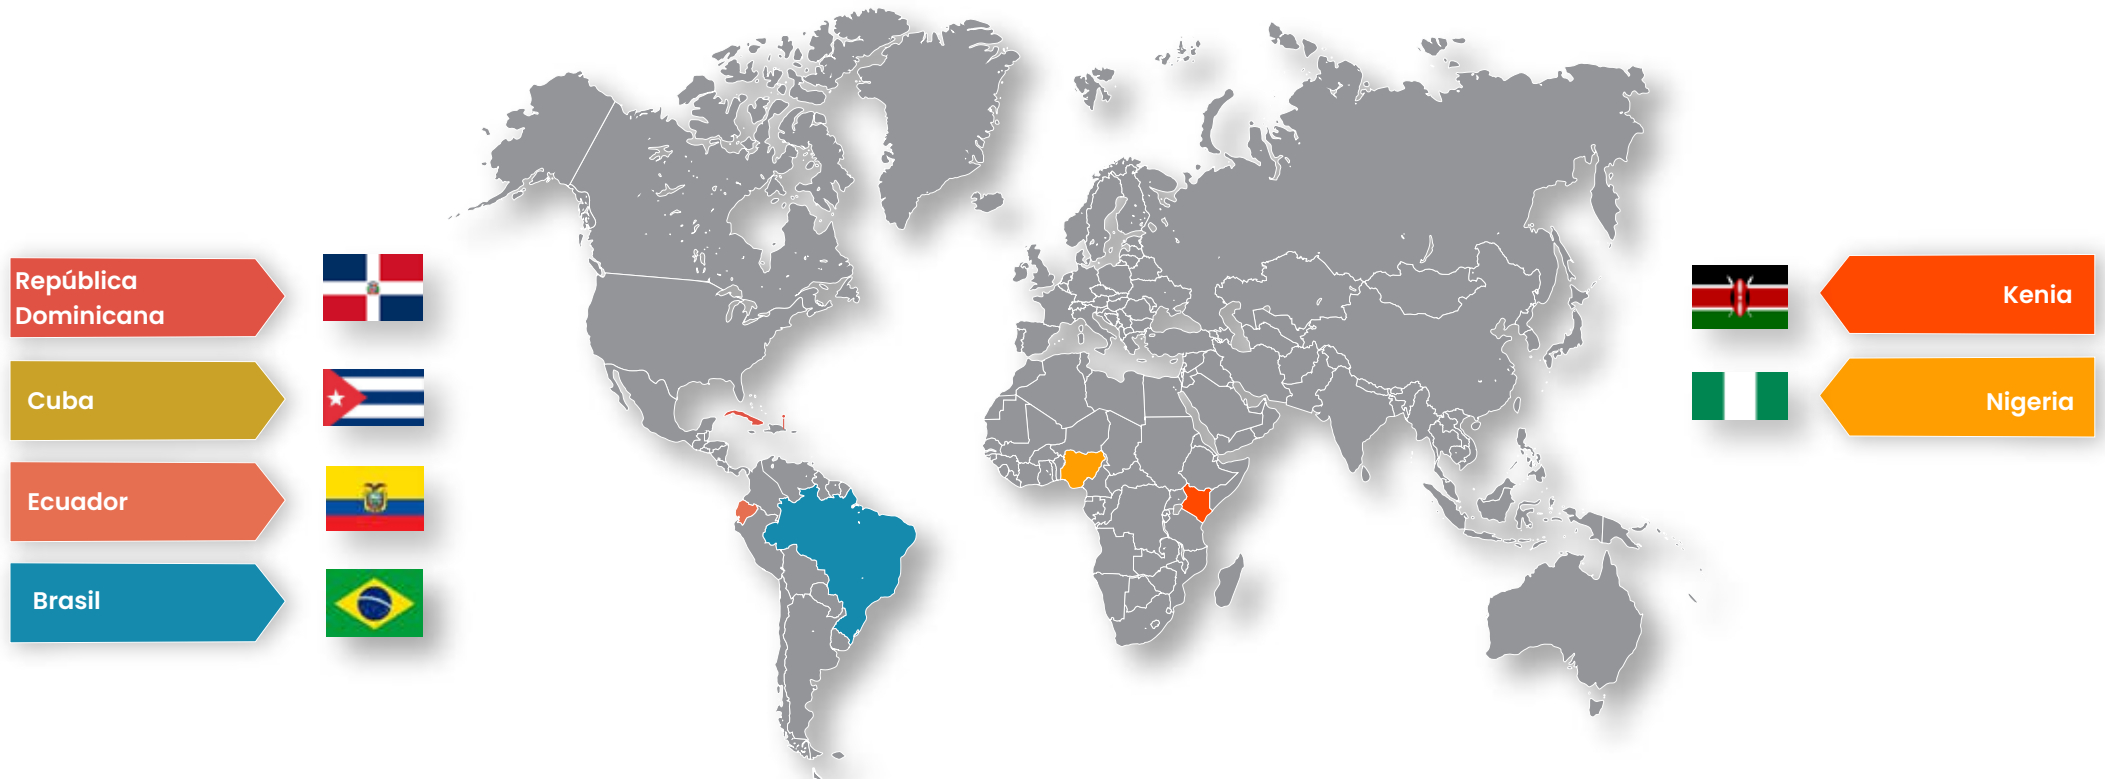 República
Dominicana
Cuba
Ecuador
Brasil
Kenia
Nigeria